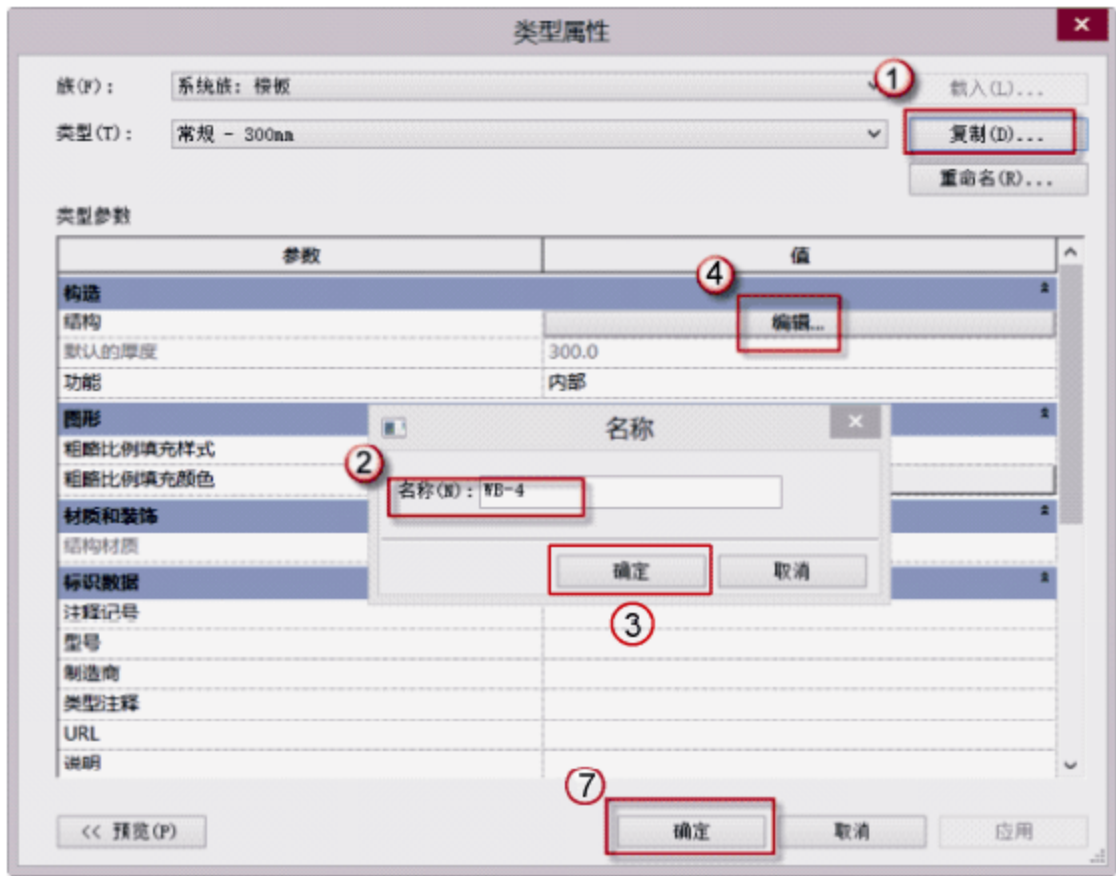 类型属性
族(F):
系统族: 楼板
①
载入(L)...
类型(T):
常规 - 300mm
复制(D)...
重命名(R)...
类型参数
参数
值
④
构造
结构
编辑...
默认的厚度
300.0
功能
内部
图形
粗略比例填充样式
粗略比例填充颜色
材质和装饰
结构材质
标识数据
注释记号
型号
制造商
类型注释
URL
说明
名称
②
名称(N): WB-4
确定
取消
③
⑦
<< 预览(P)
确定
取消
应用